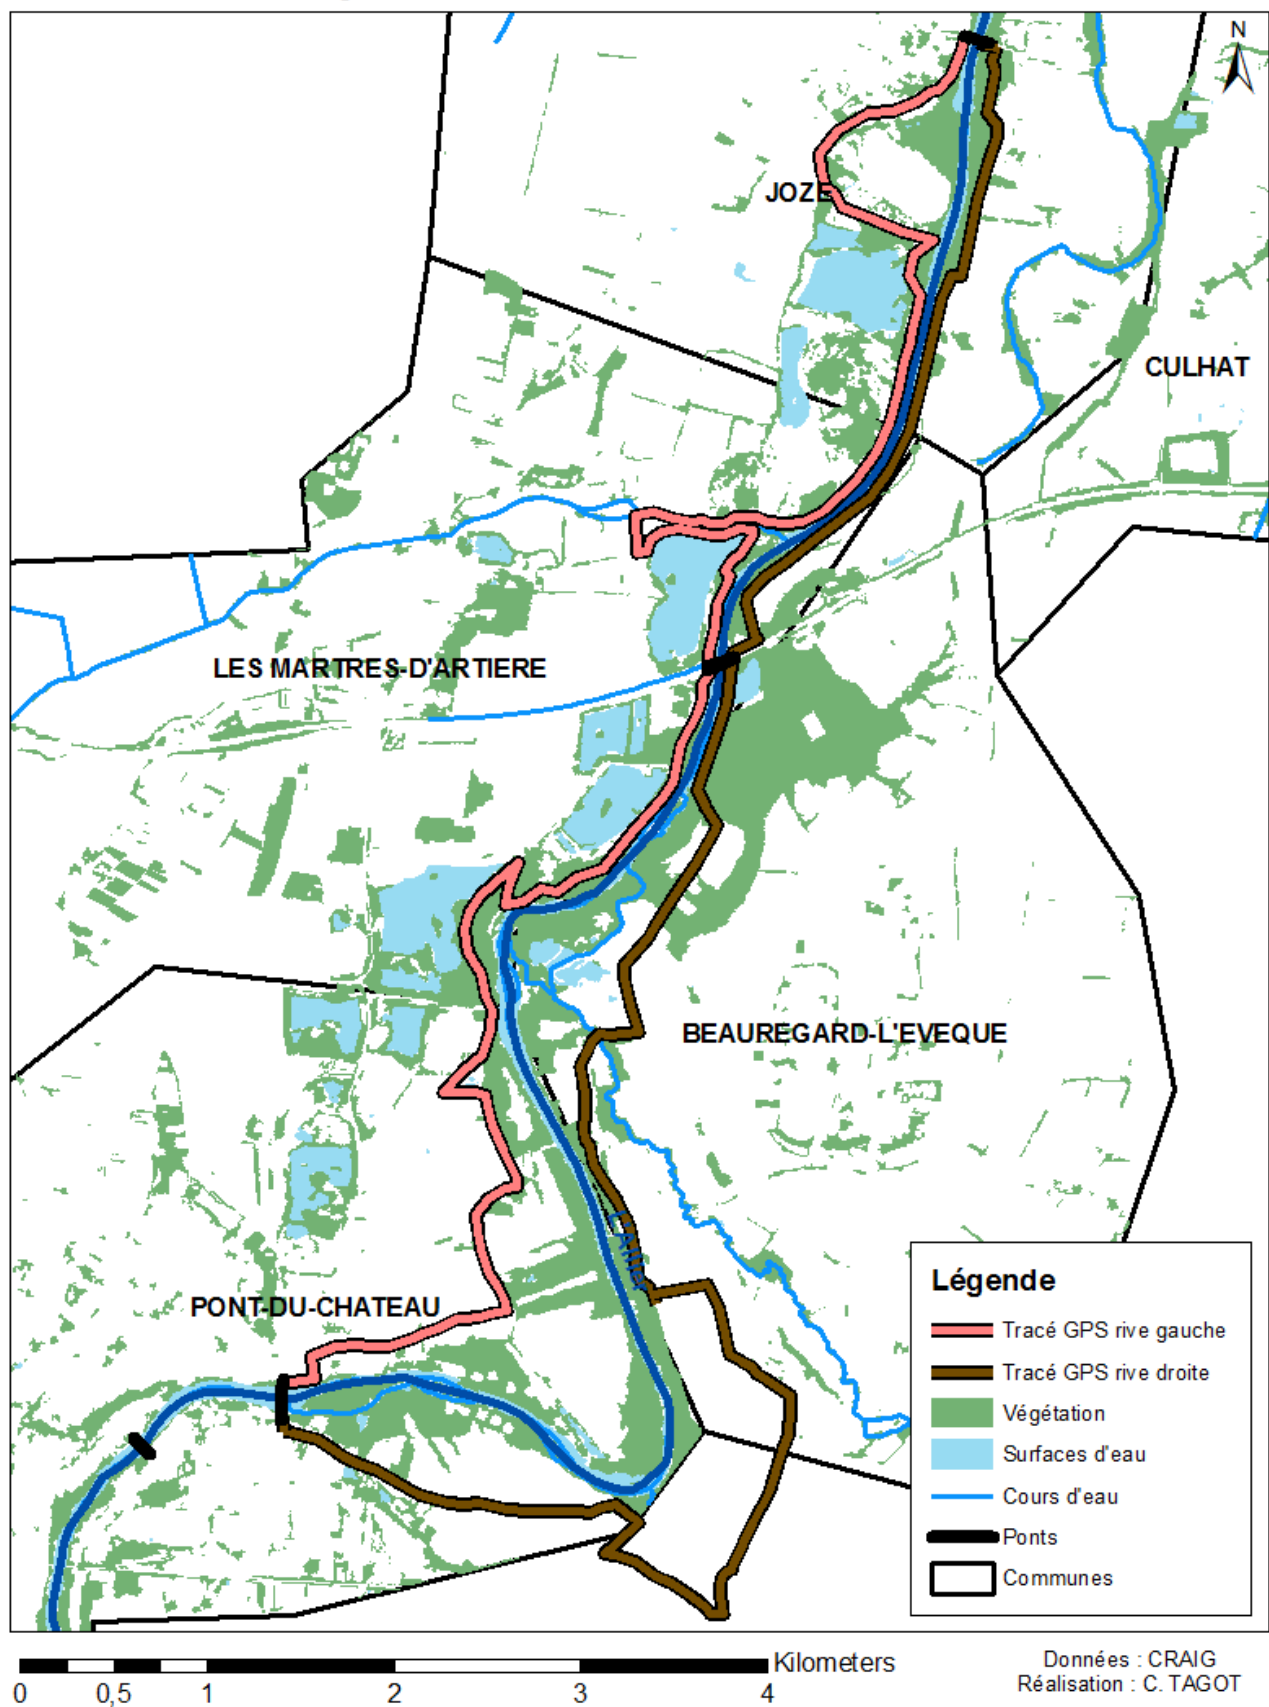 N
JOZE
CULHAT
LES MARTRES-D'ARTIERE
BEAUREGARD-L'EVEQUE
L'Allier
PONT-DU-CHATEAU
Légende
Tracé GPS rive gauche
Tracé GPS rive droite
Végétation
Surfaces d'eau
Cours d'eau
Ponts
Communes
Kilometers
0 0,5 1 2 3 4
Données : CRAIG
Réalisation : C. TAGOT